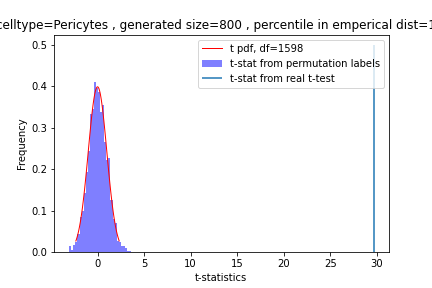 celltype=Pericytes , generated size=800 , percentile in emperical dist=1
0.5
0.4
0.3
0.2
0.1
0.0
Frequency
t pdf, df=1598
t-stat from permutation labels
t-stat from real t-test
0 5 10 15 20 25 30
t-statistics